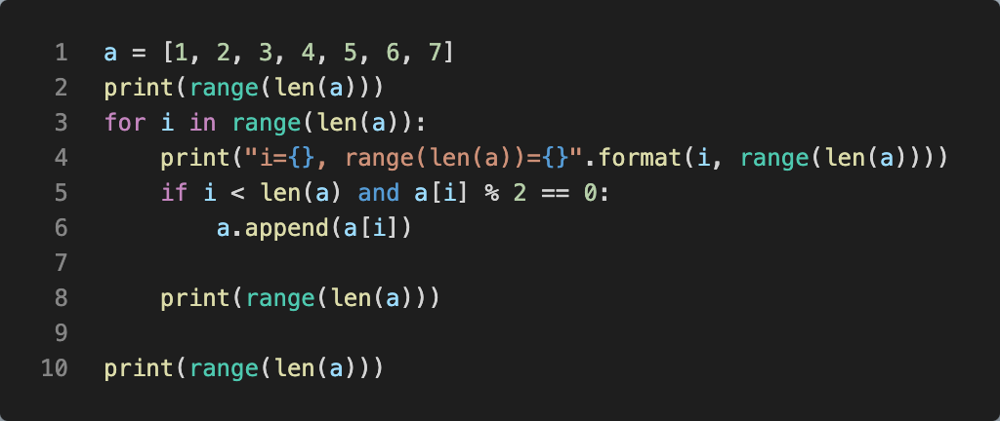 1 a = [1, 2, 3, 4, 5, 6, 7]
2 print(range(len(a)))
3 for i in range(len(a)):
4     print("i={}, range(len(a))={}".format(i, range(len(a))))
5     if i < len(a) and a[i] % 2 == 0:
6         a.append(a[i])
7
8     print(range(len(a)))
9
10 print(range(len(a)))